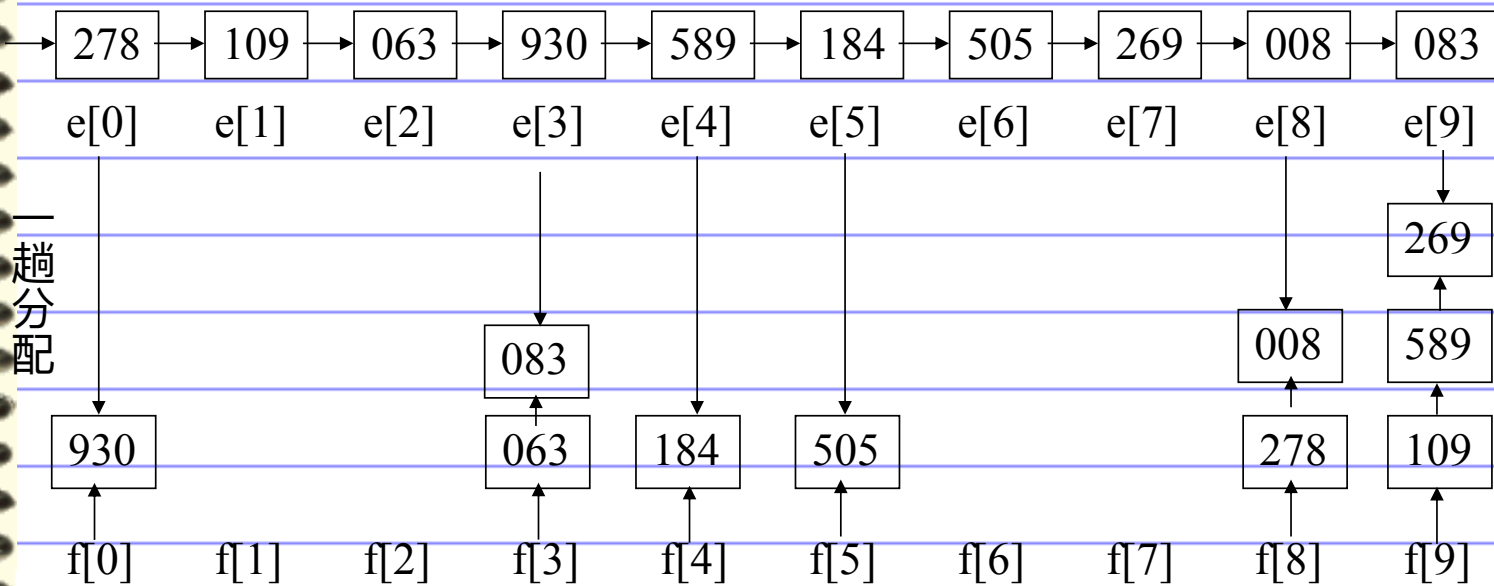 278 109 063 930 589 184 505 269 008 083
e[0] e[1] e[2] e[3] e[4] e[5] e[6] e[7] e[8] e[9]
一趟分配
269
083 008 589
930 063 184 505 278 109
f[0] f[1] f[2] f[3] f[4] f[5] f[6] f[7] f[8] f[9]